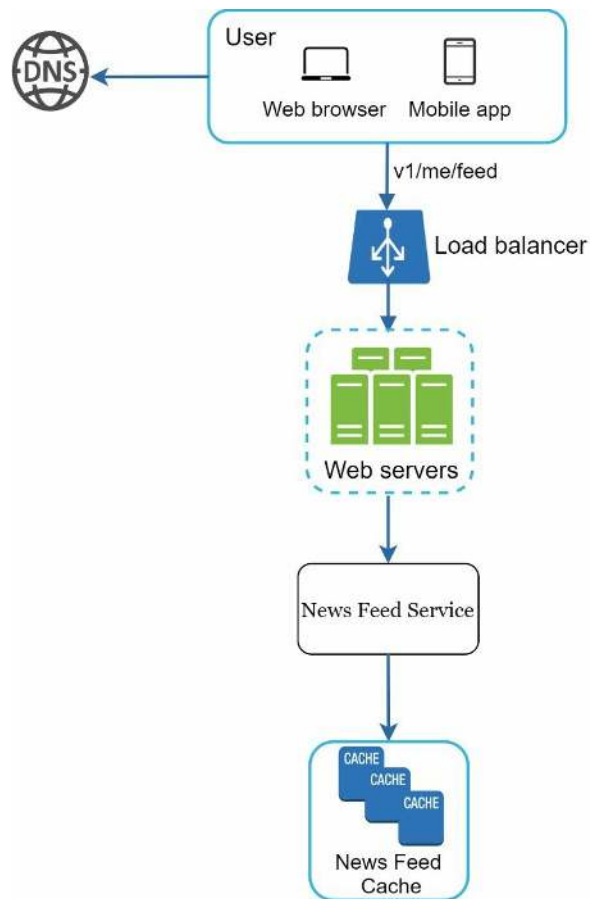 User
DNS
Web browser
Mobile app
v1/me/feed
Load balancer
Web servers
News Feed Service
CACHE
CACHE
CACHE
News Feed
Cache